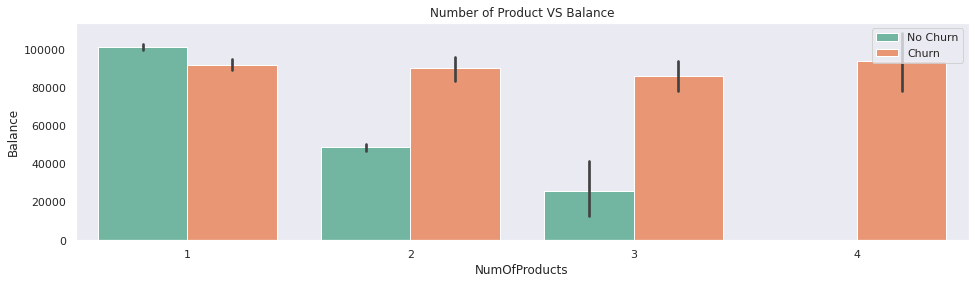 Number of Product VS Balance
No Churn
Churn
Balance
100000
80000
60000
40000
20000
0
1
2
3
4
NumOfProducts